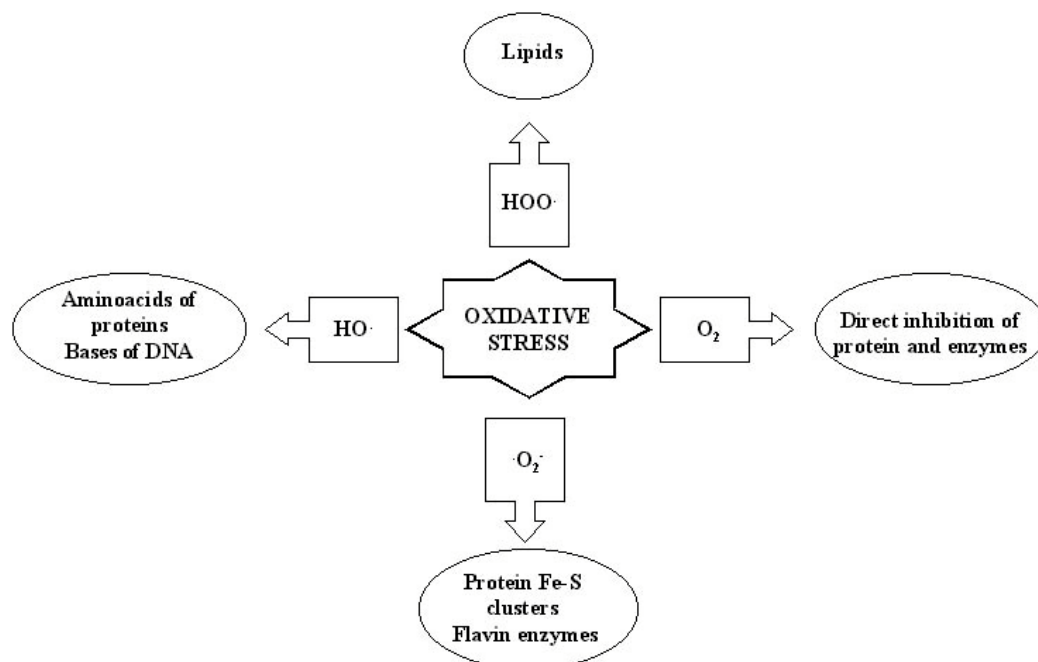 Lipids
HOO·
Aminoacids of
proteins
Bases of DNA
HO·
OXIDATIVE
STRESS
O₂
Direct inhibition of
protein and enzymes
·O₂⁻
Protein Fe-S
clusters
Flavin enzymes